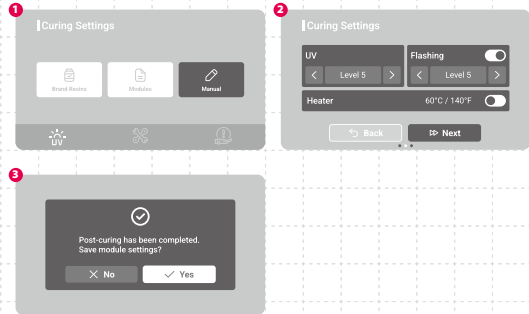 1
Curing Settings
Brand Resins
Modules
Manual
UV
2
Curing Settings
UV
Flashing
< Level 5 >
< Level 5 >
Heater
60°C / 140°F
Back
Next
3
Post-curing has been completed.
Save module settings?
No
Yes